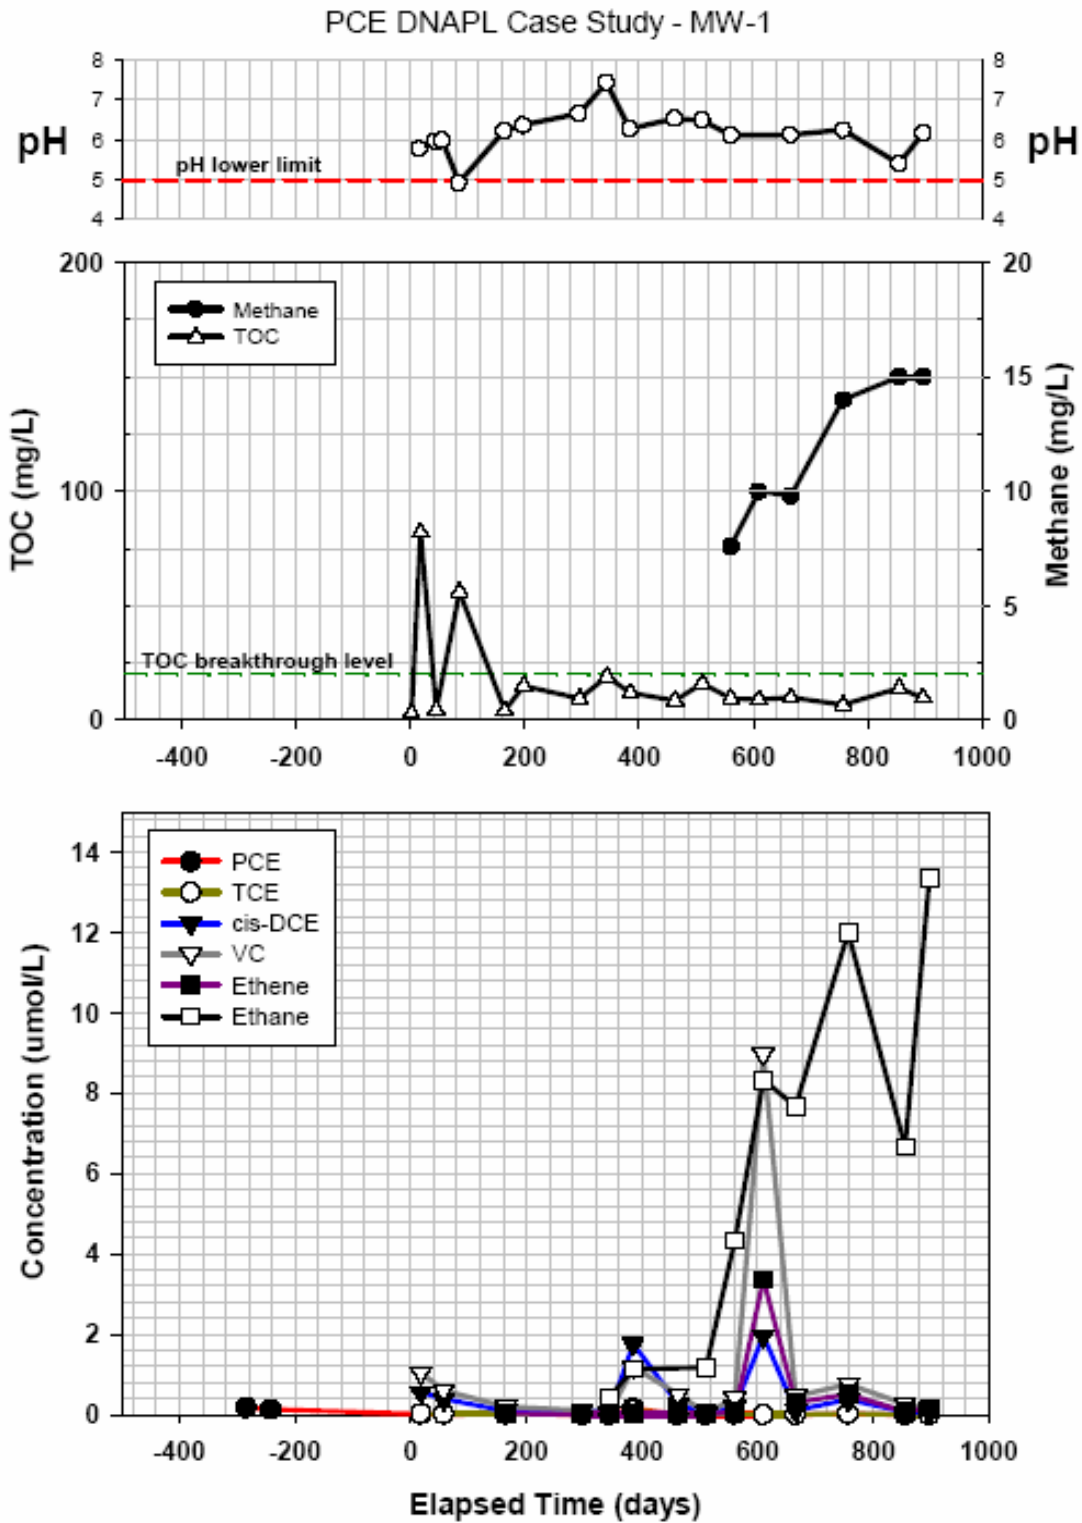 PCE DNAPL Case Study - MW-1
8 8
7 7
pH 6 6 pH
pH lower limit
5 5
4 4
200 20
Methane
TOC
15
TOC (mg/L)
Methane (mg/L)
100 10
5
TOC breakthrough level
0 0
-400 -200 0 200 400 600 800 1000
14
PCE
TCE
12
cis-DCE
VC
Ethene
10
Ethane
Concentration (umol/L)
8
6
4
2
0
-400 -200 0 200 400 600 800 1000
Elapsed Time (days)